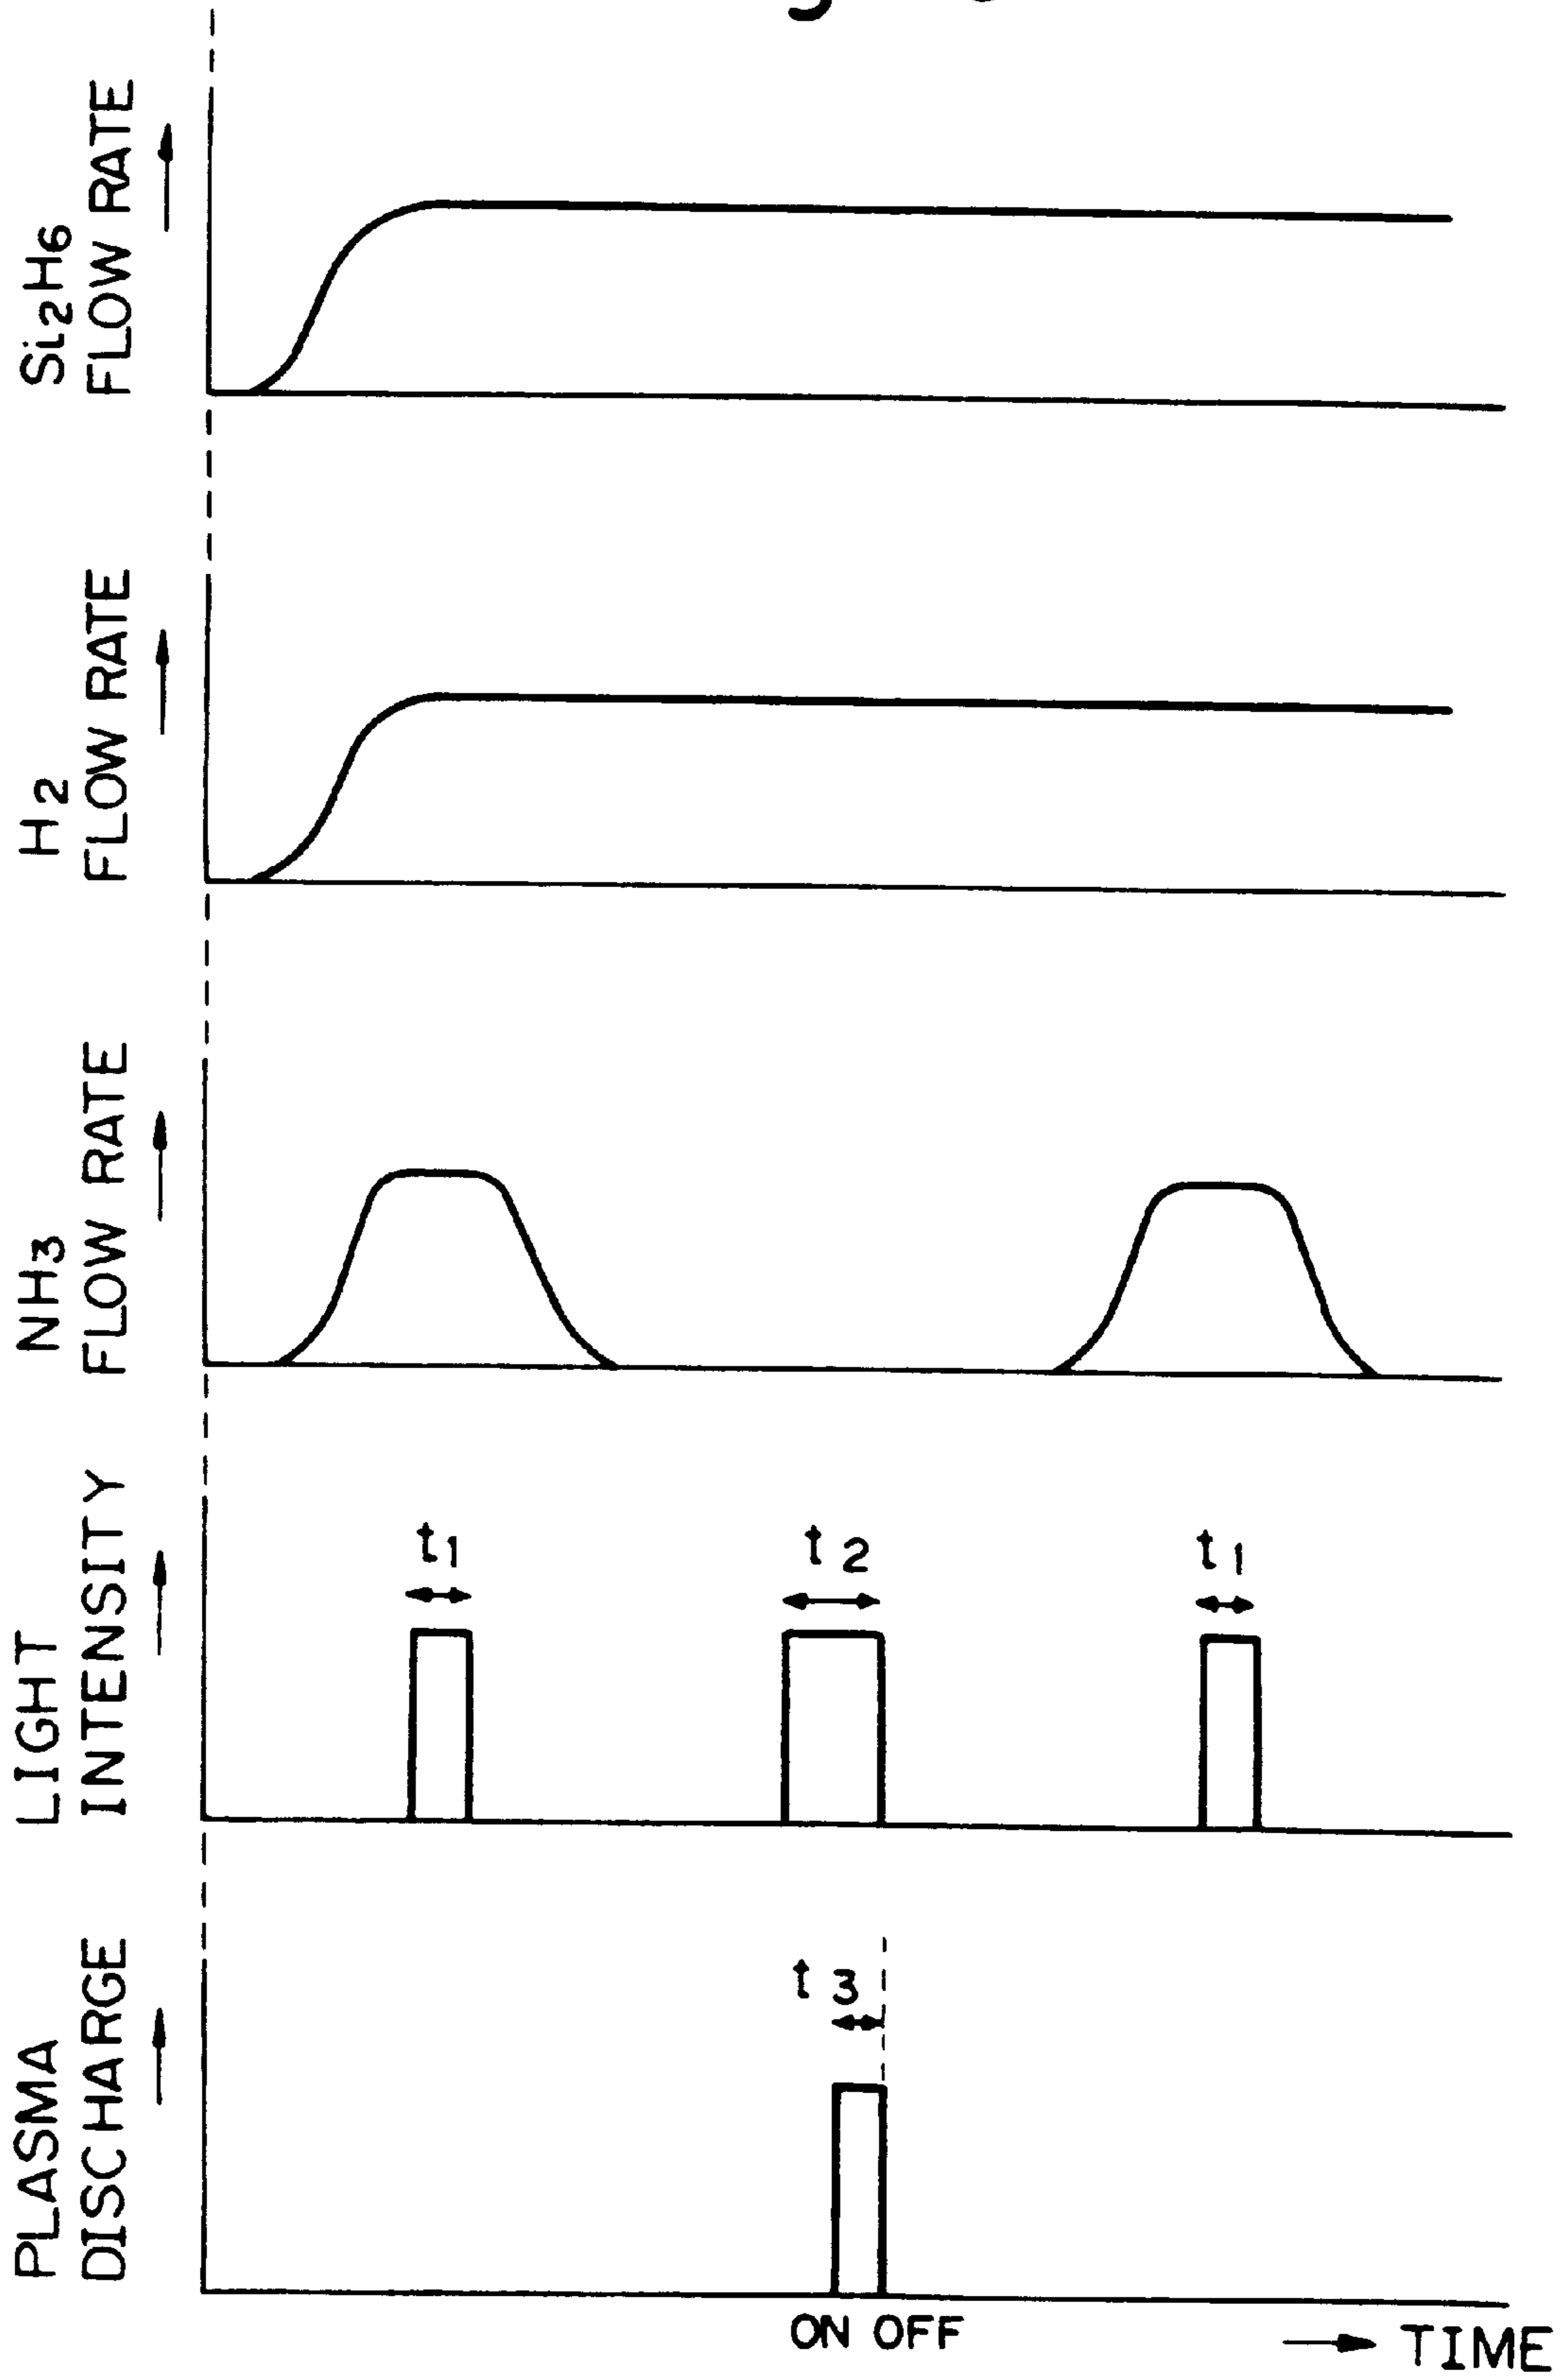 Si2H6
FLOW RATE
H2
FLOW RATE
NH3
FLOW RATE
LIGHT
INTENSITY
t1
t2
t1
PLASMA
DISCHARGE
t3
ON OFF
TIME